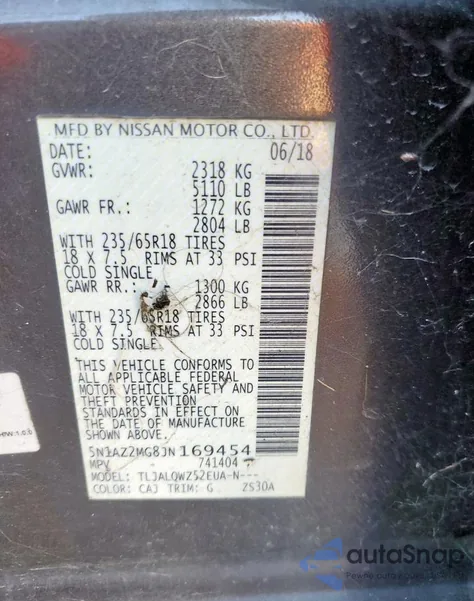 MFD BY NISSAN MOTOR CO., LTD.
DATE: 06/18
GVWR: 2318 KG
5110 LB
GAWR FR.: 1272 KG
2804 LB
WITH 235/65R18 TIRES
18 X 7.5 RIMS AT 33 PSI
COLD SINGLE
GAWR RR.: 1300 KG
2866 LB
WITH 235/65R18 TIRES
18 X 7.5 RIMS AT 33 PSI
COLD SINGLE
THIS VEHICLE CONFORMS TO
ALL APPLICABLE FEDERAL
MOTOR VEHICLE SAFETY AND
THEFT PREVENTION
STANDARDS IN EFFECT ON
THE DATE OF MANUFACTURE
SHOWN ABOVE.
5N1AZ2MG8JN169454
MPV 741404
MODEL: TLJALQWZ52EUA-N---
COLOR: CAJ TRIM: G ZS30A
autoSnap